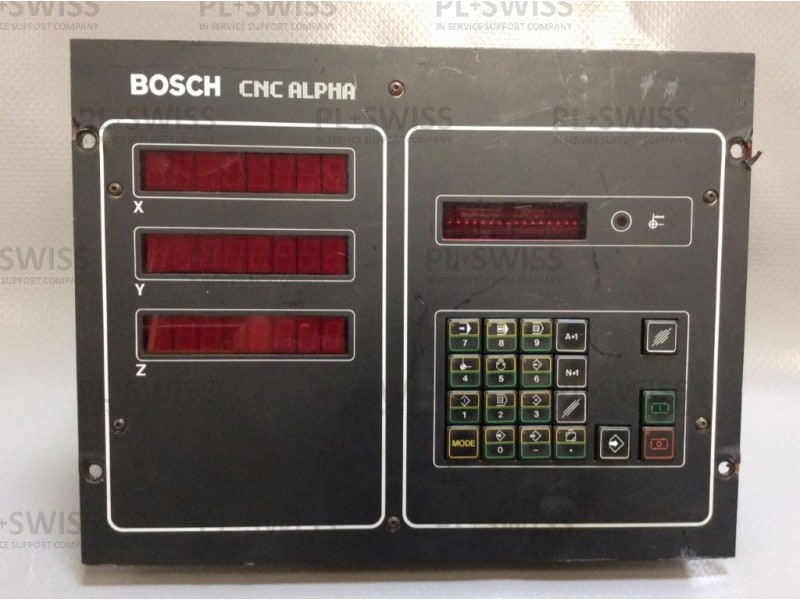 PL+SWISS
IN SERVICE SUPPORT COMPANY
BOSCH CNC ALPHA
X
Y
Z
7 8 9 A+1
4 5 6 N+1
1 2 3
MODE 0 − •